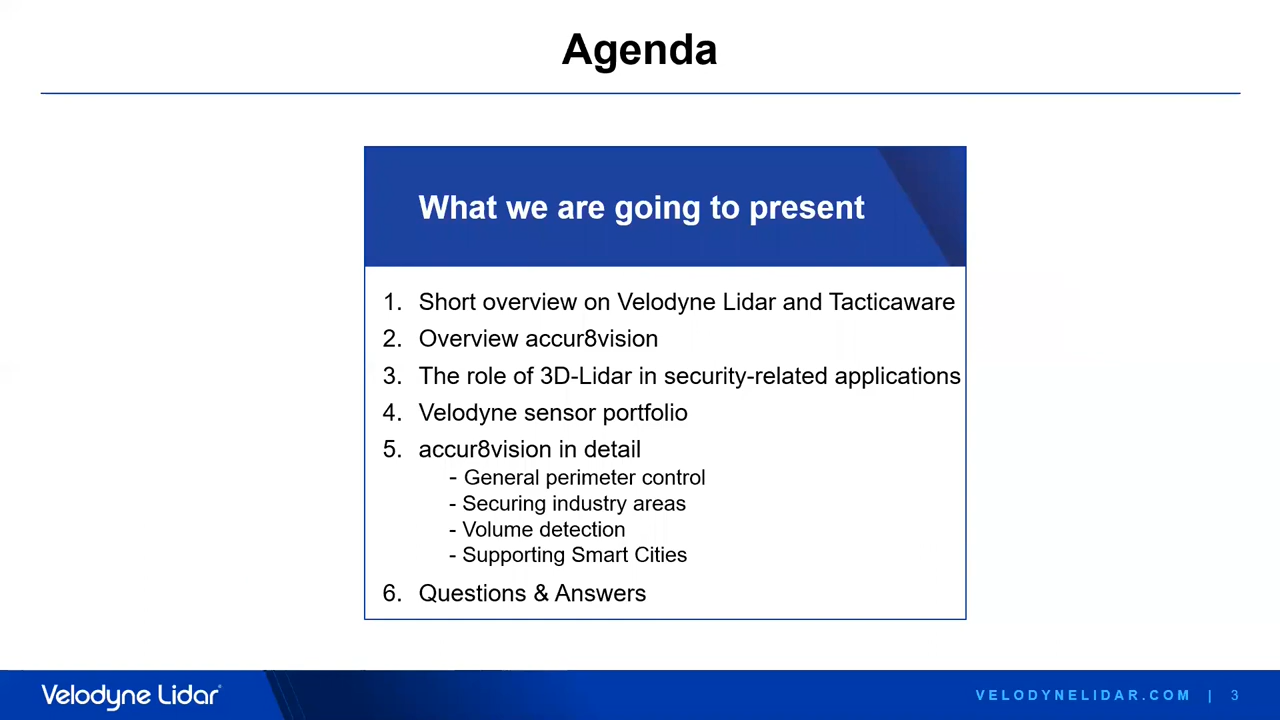 Agenda
What we are going to present
1. Short overview on Velodyne Lidar and Tacticaware
2. Overview accur8vision
3. The role of 3D-Lidar in security-related applications
4. Velodyne sensor portfolio
5. accur8vision in detail
- General perimeter control
- Securing industry areas
- Volume detection
- Supporting Smart Cities
6. Questions & Answers
Velodyne Lidar® VELODYNELIDAR.COM | 3